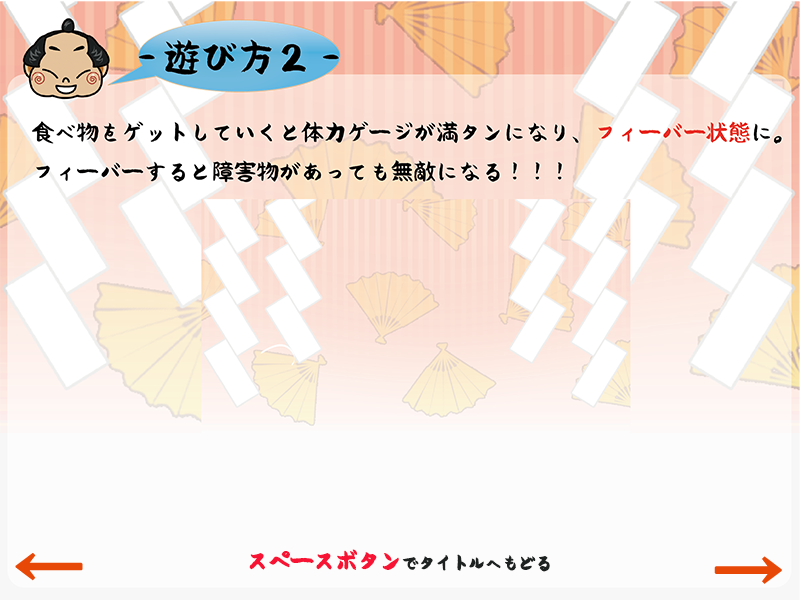 - 遊び方２ -
食べ物をゲットしていくと体力ゲージが満タンになり、フィーバー状態に。
フィーバーすると障害物があっても無敵になる！！！
スペースボタンでタイトルへもどる